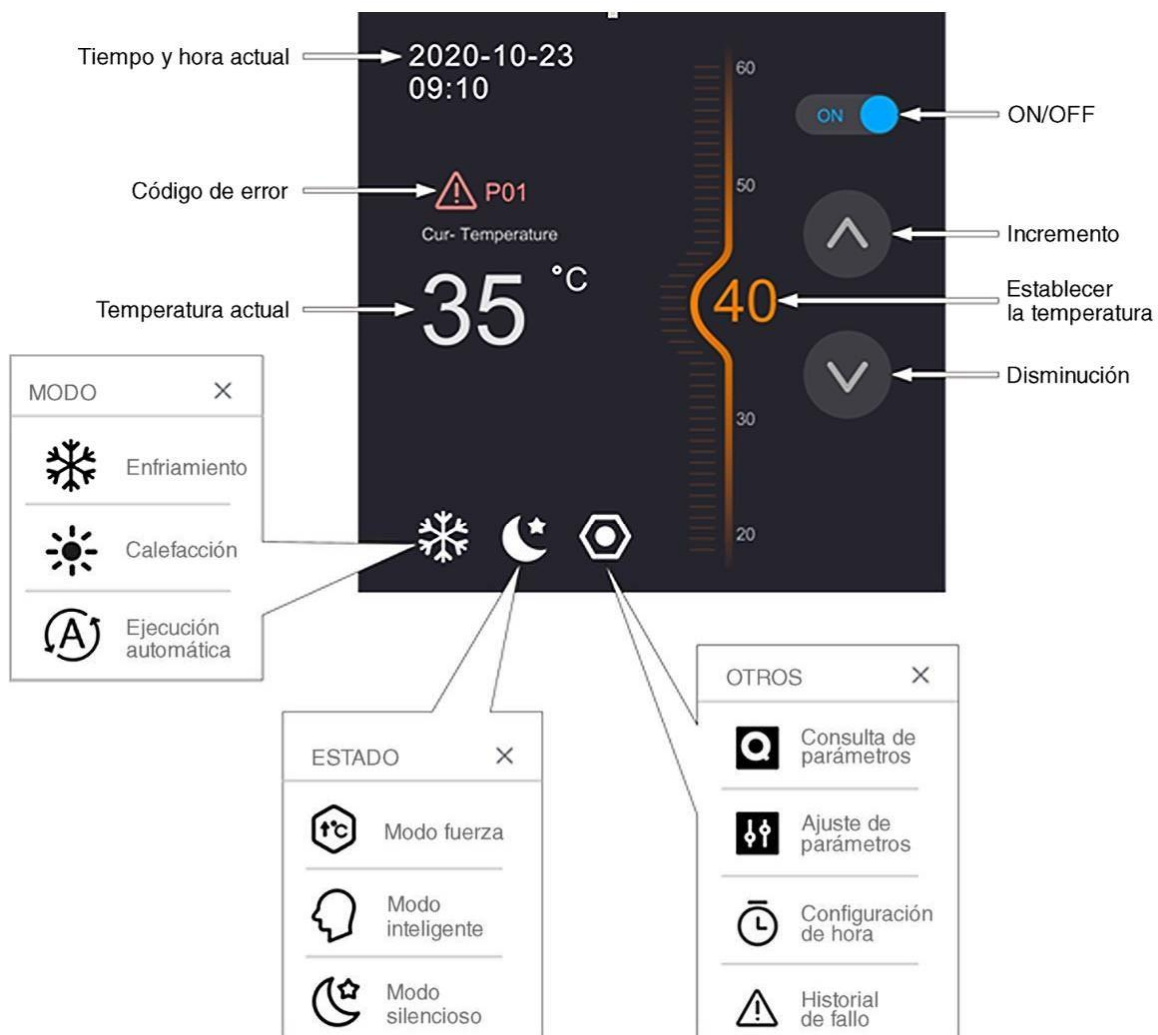 Tiempo y hora actual
2020-10-23
09:10
60
ON
ON/OFF
Código de error
P01
50
Cur- Temperature
Incremento
Temperatura actual
35 °C
40
Establecer
la temperatura
Disminución
30
20
MODO
Enfriamiento
Calefacción
A
Ejecución
automática
ESTADO
°C
Modo fuerza
Modo
inteligente
Modo
silencioso
OTROS
Q
Consulta de
parámetros
Ajuste de
parámetros
Configuración
de hora
Historial
de fallo